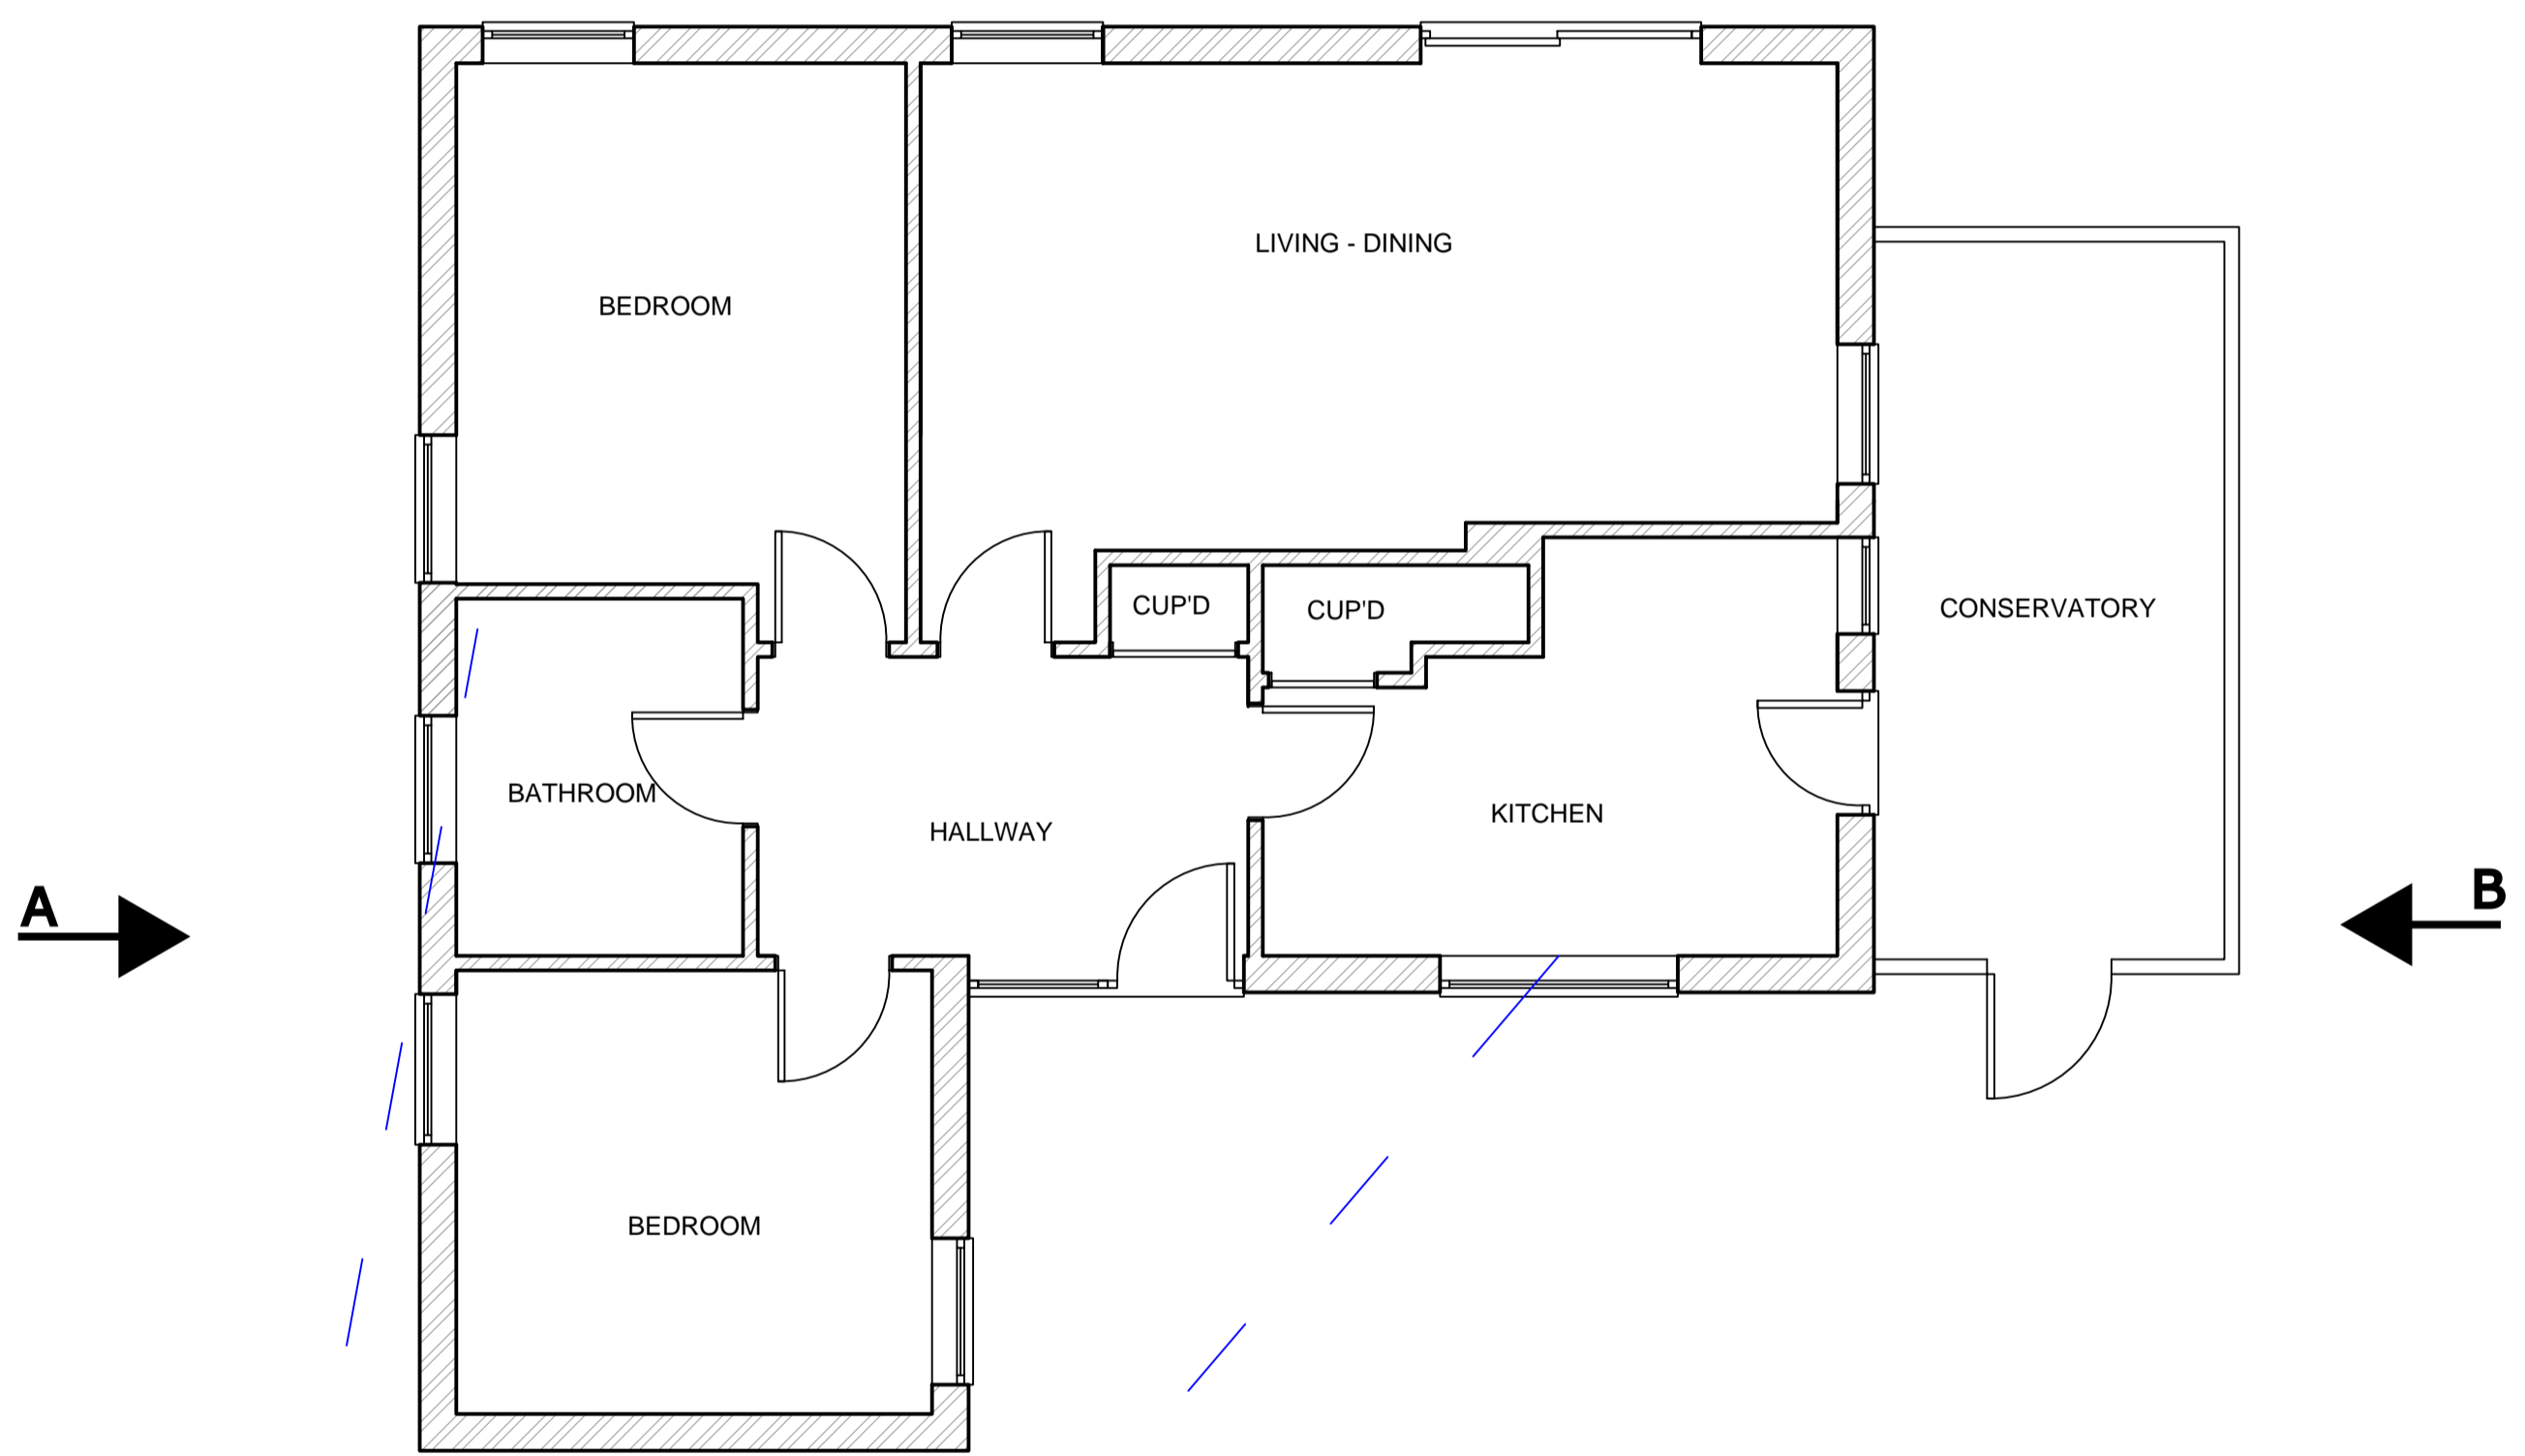 LIVING - DINING
BEDROOM
CUP'D
CUP'D
CONSERVATORY
BATHROOM
HALLWAY
KITCHEN
A
B
BEDROOM